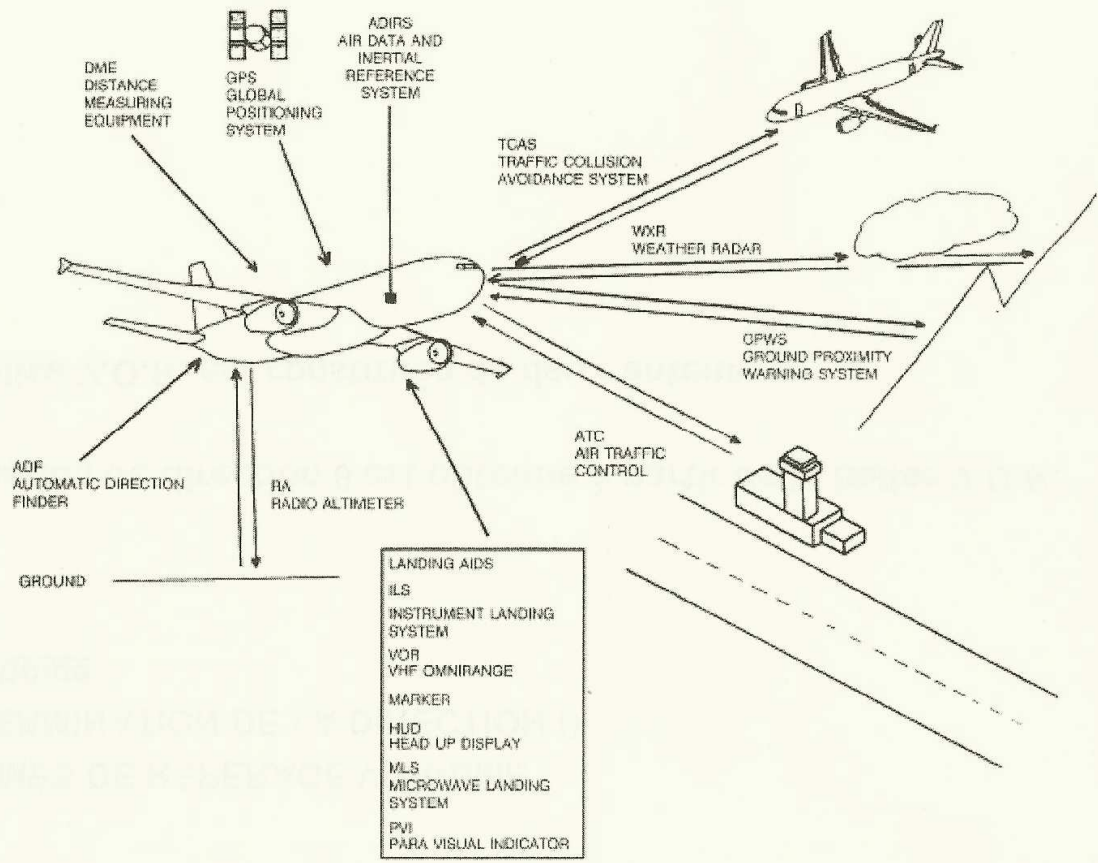 ADIRS
AIR DATA AND
INERTIAL
REFERENCE
SYSTEM
DME
DISTANCE
MEASURING
EQUIPMENT
GPS
GLOBAL
POSITIONING
SYSTEM
TCAS
TRAFFIC COLLISION
AVOIDANCE SYSTEM
WXR
WEATHER RADAR
GPWS
GROUND PROXIMITY
WARNING SYSTEM
ATC
AIR TRAFFIC
CONTROL
ADF
AUTOMATIC DIRECTION
FINDER
RA
RADIO ALTIMETER
GROUND
LANDING AIDS
ILS
INSTRUMENT LANDING
SYSTEM
VOR
VHF OMNIRANGE
MARKER
HUD
HEAD UP DISPLAY
MLS
MICROWAVE LANDING
SYSTEM
PVI
PARA VISUAL INDICATOR